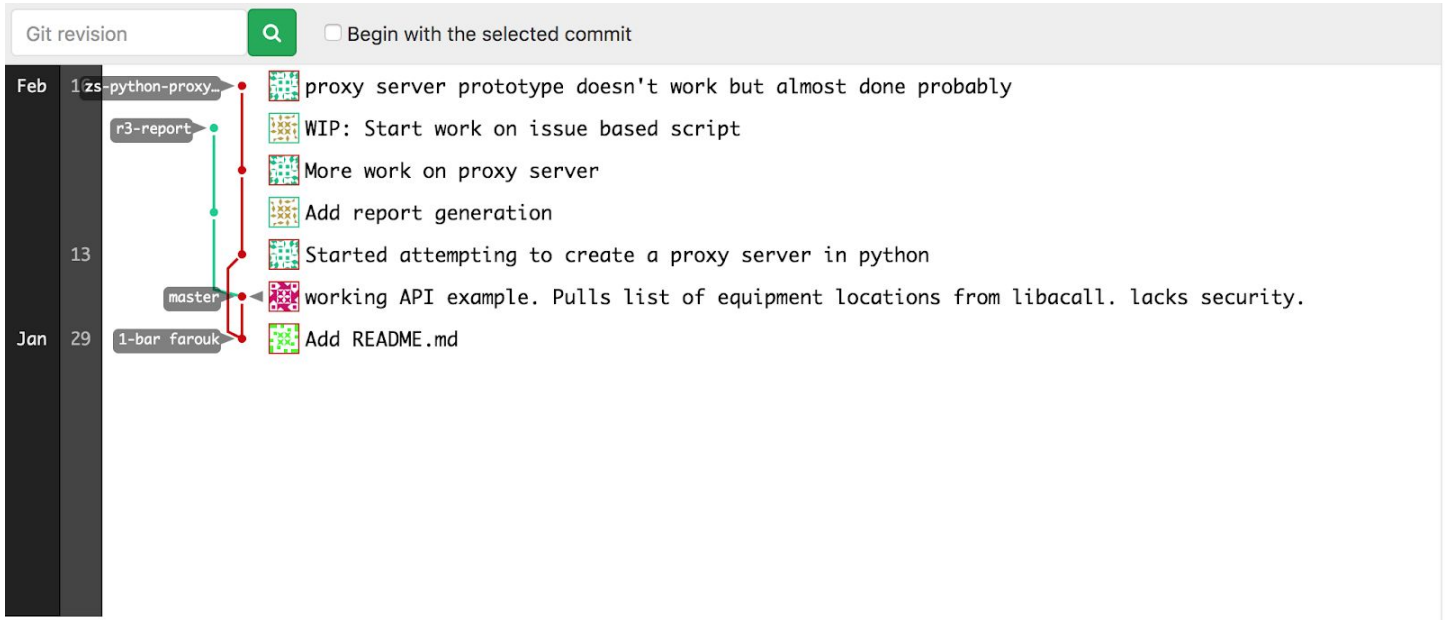 Git revision Begin with the selected commit
Feb zs-python-proxy… proxy server prototype doesn't work but almost done probably
r3-report WIP: Start work on issue based script
More work on proxy server
Add report generation
13 Started attempting to create a proxy server in python
master working API example. Pulls list of equipment locations from libacall. lacks security.
Jan 29 1-bar farouk Add README.md